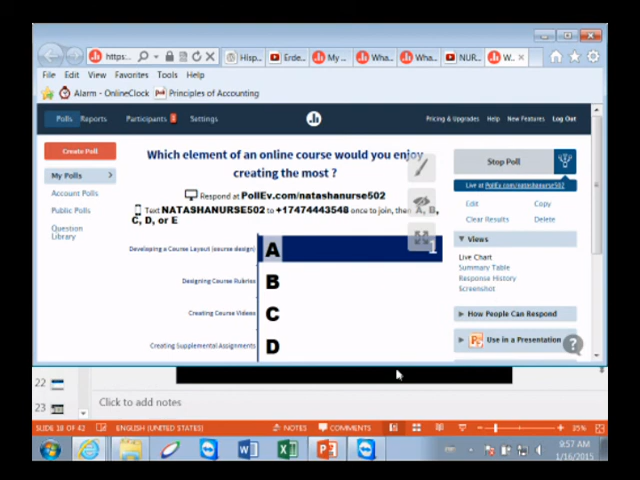 https:
Hisp...
Erde...
My ...
Wha...
Wha...
NUR...
W...
File Edit View Favorites Tools Help
Alarm - OnlineClock Principles of Accounting
Polls Reports Participants Settings Pricing & Upgrades Help New Features Log Out
Create Poll
My Polls
Account Polls
Public Polls
Question
Library
Which element of an online course would you enjoy
creating the most ?
Respond at PollEv.com/natashanurse502
Text NATASHANURSE502 to +17474443548 once to join, then A, B,
C, D, or E
Developing a Course Layout (course design) A 1
Designing Course Rubrics B
Creating Course Videos C
Creating Supplemental Assignments D
Stop Poll
Live at PollEv.com/natashanurse502
Edit Copy
Clear Results Delete
Views
Live Chart
Summary Table
Response History
Screenshot
How People Can Respond
Use in a Presentation
?
22
23
Click to add notes
ENGLISH (UNITED STATES) NOTES COMMENTS 35%
9:57 AM
1/16/2015